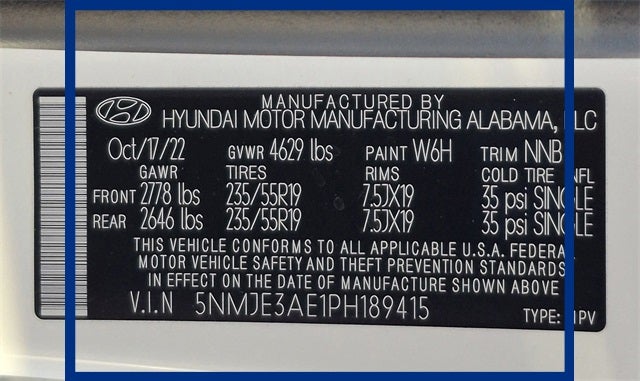 MANUFACTURED BY
HYUNDAI MOTOR MANUFACTURING ALABAMA, LLC
Oct/17/22 GVWR 4629 lbs PAINT W6H TRIM NNB
GAWR TIRES RIMS COLD TIRE INFL
FRONT 2778 lbs 235/55R19 7.5JX19 35 psi SINGLE
REAR 2646 lbs 235/55R19 7.5JX19 35 psi SINGLE
THIS VEHICLE CONFORMS TO ALL APPLICABLE U.S.A. FEDERAL
MOTOR VEHICLE SAFETY AND THEFT PREVENTION STANDARDS
IN EFFECT ON THE DATE OF MANUFACTURE SHOWN ABOVE
V.I.N 5NMJE3AE1PH189415
TYPE: MPV